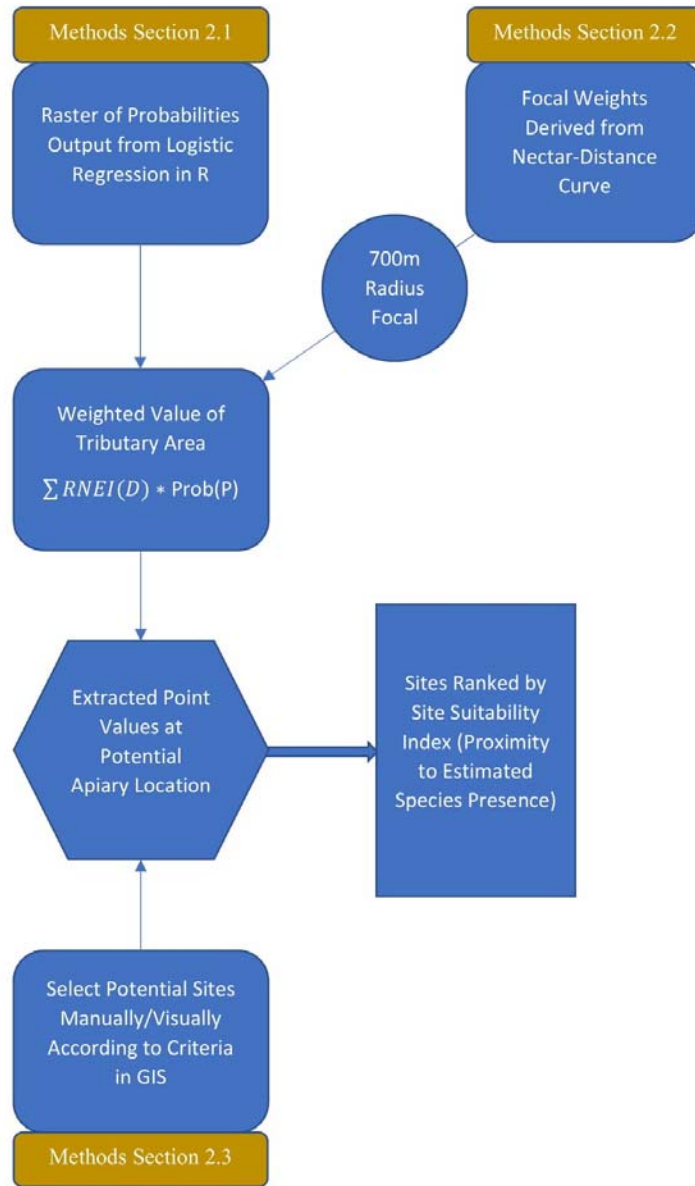 Methods Section 2.1
Raster of Probabilities
Output from Logistic
Regression in R
Methods Section 2.2
Focal Weights
Derived from
Nectar-Distance
Curve
700m
Radius
Focal
Weighted Value of
Tributary Area
∑ RNEI(D) * Prob(P)
Extracted Point
Values at
Potential
Apiary Location
Sites Ranked by
Site Suitability
Index (Proximity
to Estimated
Species Presence)
Select Potential Sites
Manually/Visually
According to Criteria
in GIS
Methods Section 2.3